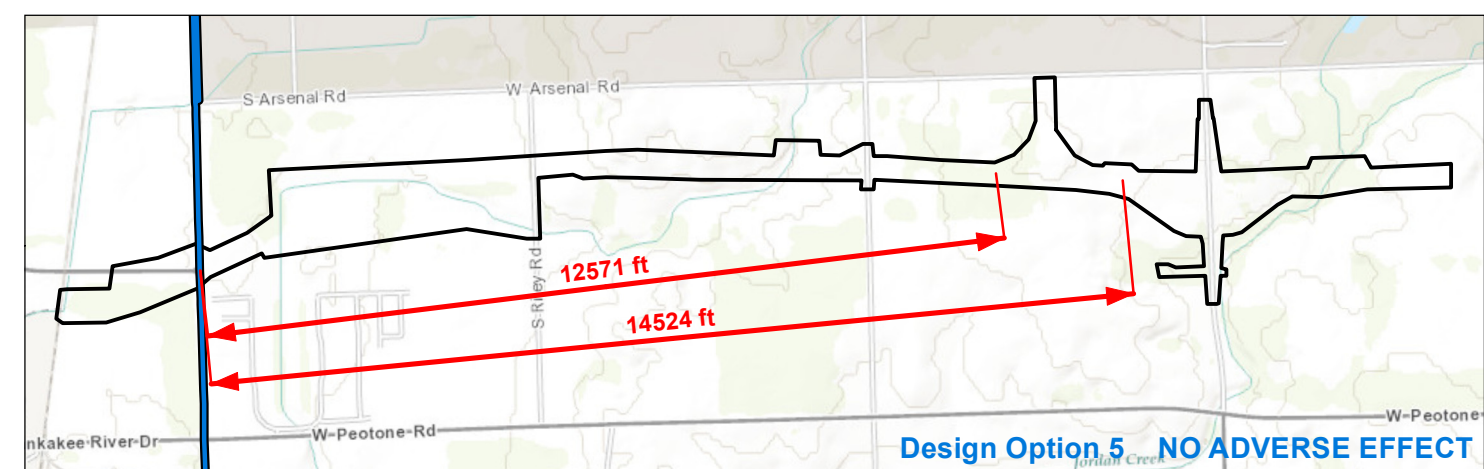 S Arsenal Rd
W Arsenal Rd
S Riley Rd
12571 ft
14524 ft
nkakee River Dr
W-Peotone-Rd
W-Peotone
Design Option 5 NO ADVERSE EFFECT
Jordan Creek